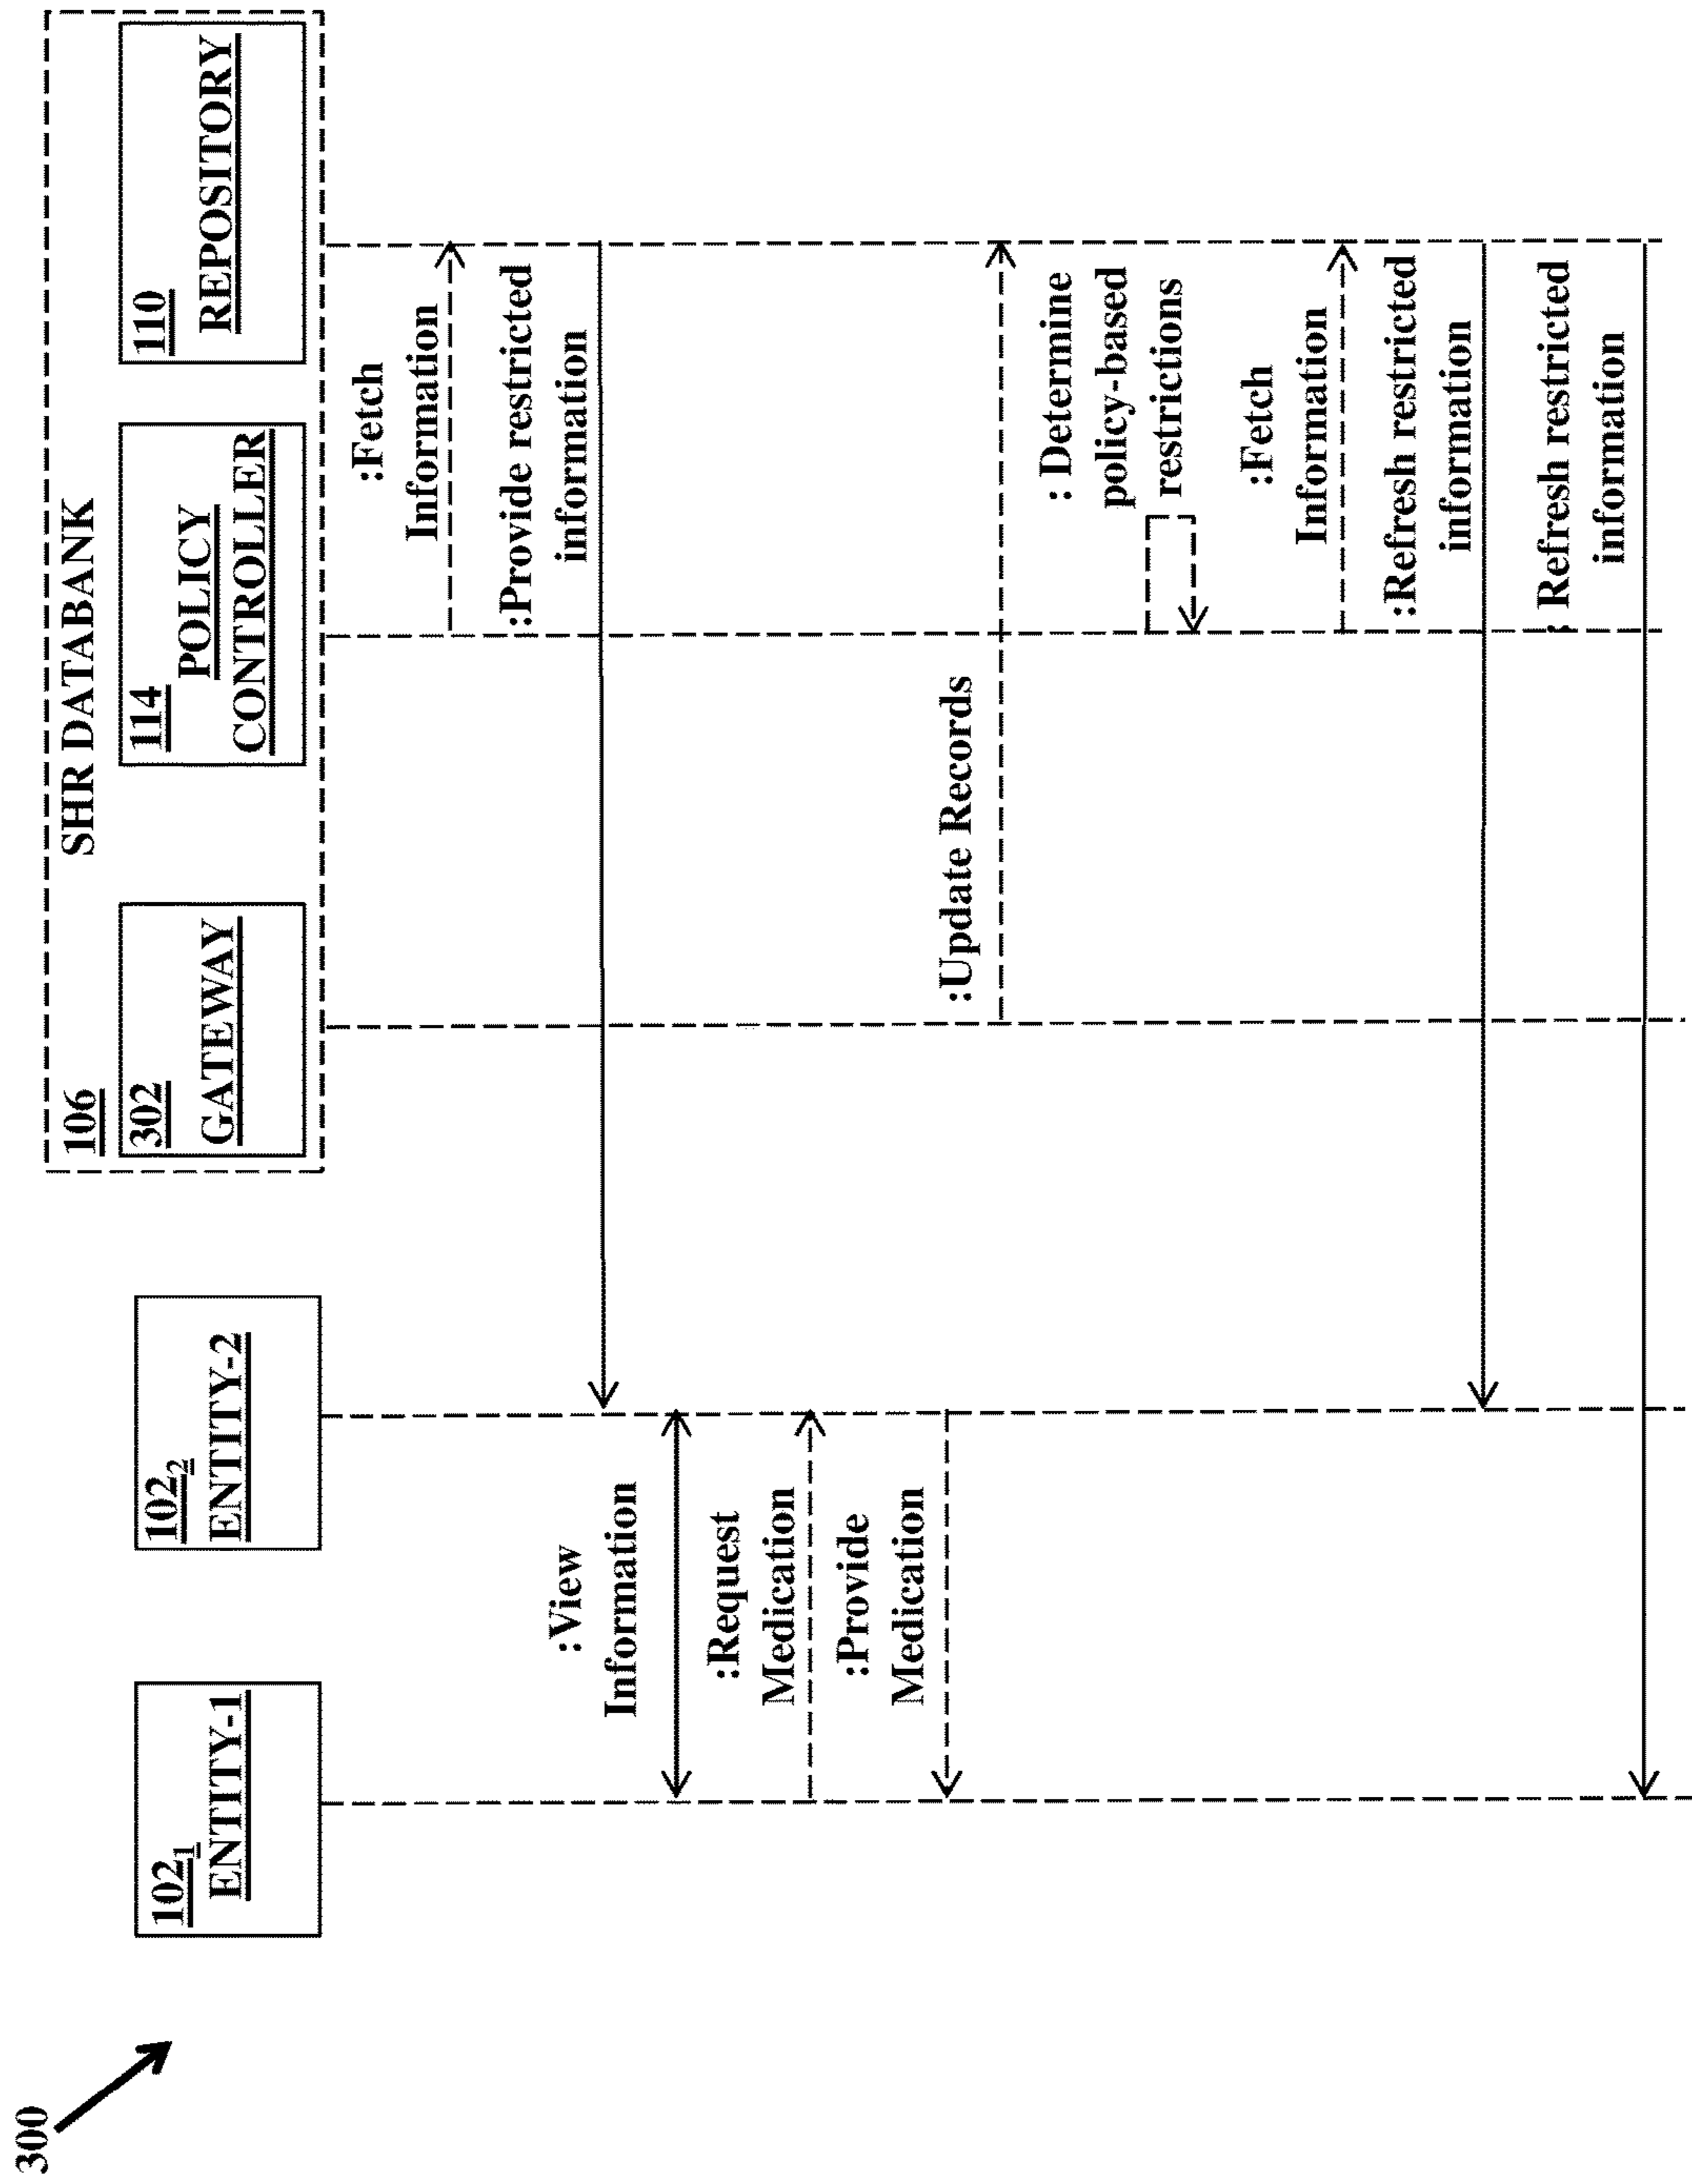 300
102₁
ENTITY-1
102₂
ENTITY-2
106
SHR DATABANK
302
GATEWAY
114
POLICY
CONTROLLER
110
REPOSITORY
:Fetch
Information
:Provide restricted
information
:View
Information
:Request
Medication
:Provide
Medication
:Update Records
: Determine
policy-based
restrictions
:Fetch
Information
:Refresh restricted
information
: Refresh restricted
information